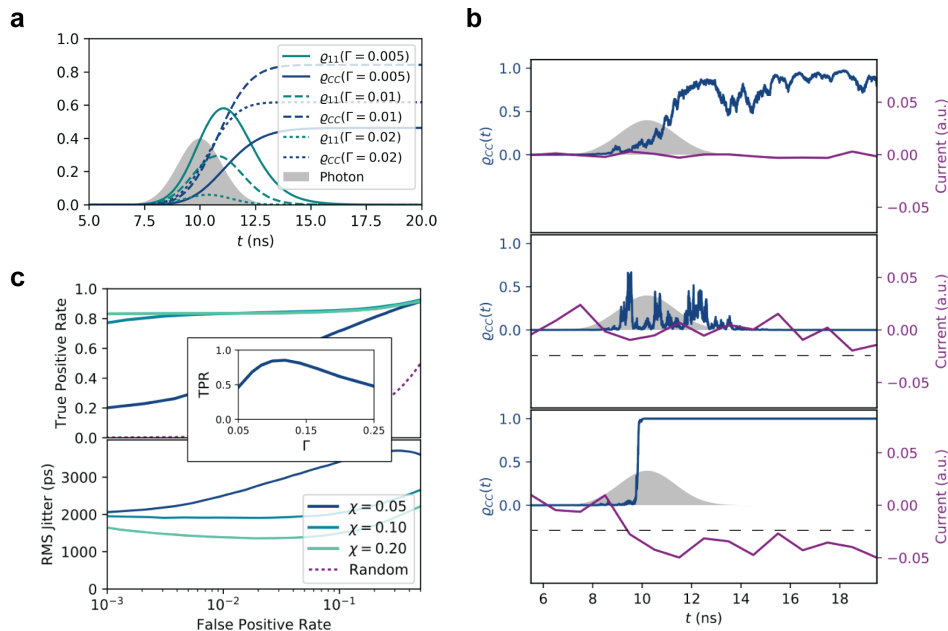 a
1.0
0.8
0.6
0.4
0.2
0.0
5.0 7.5 10.0 12.5 15.0 17.5 20.0
t (ns)
ϱ11(Γ = 0.005)
ϱCC(Γ = 0.005)
ϱ11(Γ = 0.01)
ϱCC(Γ = 0.01)
ϱ11(Γ = 0.02)
ϱCC(Γ = 0.02)
Photon
b
1.0
0.5
0.0
ϱCC(t)
0.05
0.00
−0.05
Current (a.u.)
1.0
0.5
0.0
ϱCC(t)
0.05
0.00
−0.05
Current (a.u.)
1.0
0.5
0.0
ϱCC(t)
0.05
0.00
−0.05
Current (a.u.)
6 8 10 12 14 16 18
t (ns)
c
1.0
0.8
0.6
0.4
0.2
0.0
True Positive Rate
TPR
1.0
0.5
0.0
0.05 0.15 0.25
Γ
3000
2000
1000
0
RMS Jitter (ps)
χ = 0.05
χ = 0.10
χ = 0.20
Random
10⁻³ 10⁻² 10⁻¹
False Positive Rate